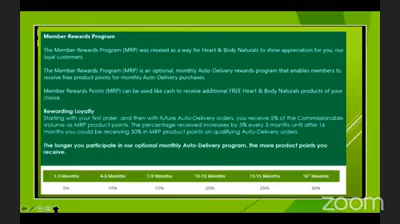 Member Rewards Program
The Member Rewards Program (MRP) was created as a way for Heart & Body Naturals to show appreciation for you, our
loyal customers.
The Member Rewards Program (MRP) is an optional, monthly Auto-Delivery rewards program that enables members to
receive free product points for monthly Auto-Delivery purchases.
Member Rewards Points (MRP) can be used like cash to receive additional FREE Heart & Body Naturals products of your
choice.
Rewarding Loyalty
Starting with your first order, and then with future Auto-Delivery orders, you receive 5% of the Commissionable
Volume as MRP product points. The percentage received increases by 5% every 3 months until after 16
months you could be receiving 30% in MRP product points on qualifying Auto-Delivery orders.
The longer you participate in our optional monthly Auto-Delivery program, the more product points you
receive.
1-3 Months 4-6 Months 7-9 Months 10-12 Months 13-15 Months 16th Months
5% 10% 15% 20% 25% 30%
zoom